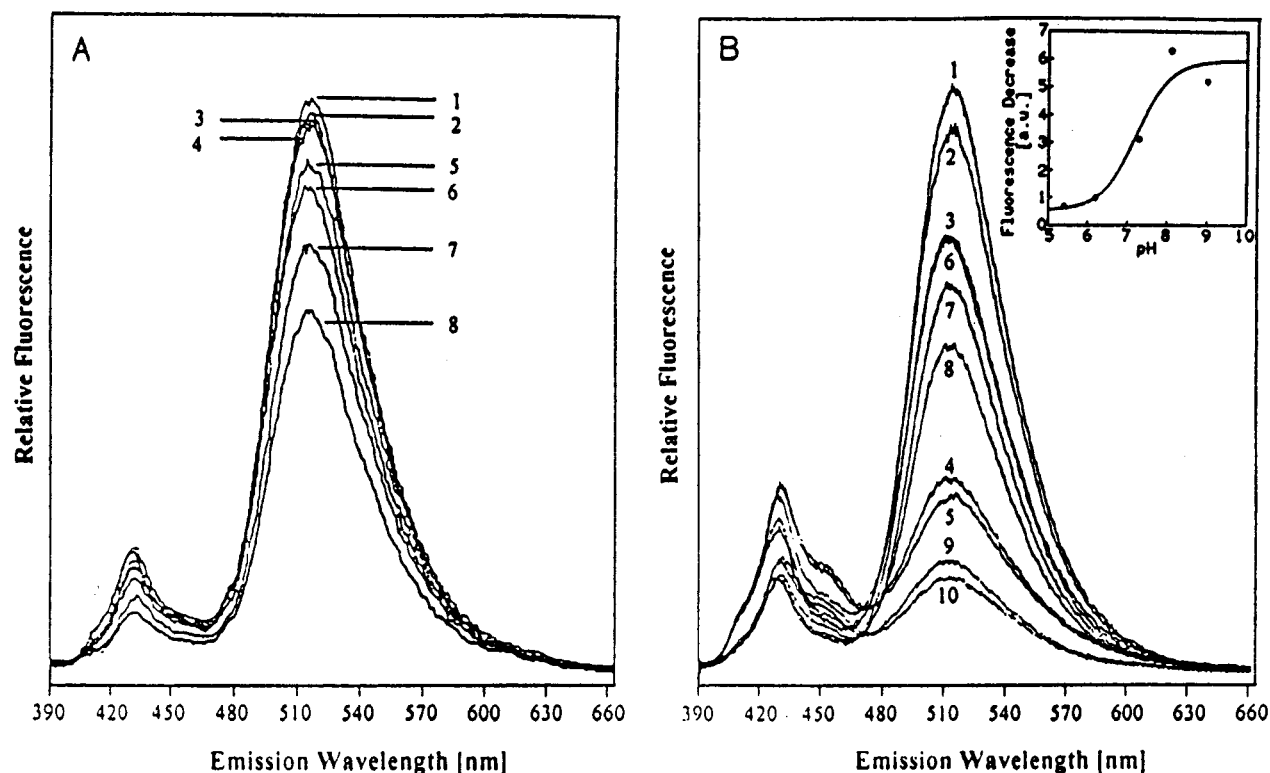 A
1
2
3
4
5
6
7
8
Relative Fluorescence
390 420 450 480 510 540 570 600 630 660
Emission Wavelength [nm]
B
1
2
3
6
7
8
4
5
9
10
Relative Fluorescence
390 420 450 480 510 540 570 600 630 660
Emission Wavelength [nm]
Fluorescence Decrease
[a.u.]
7
6
5
4
3
2
1
0
5 6 7 8 9 10
pH